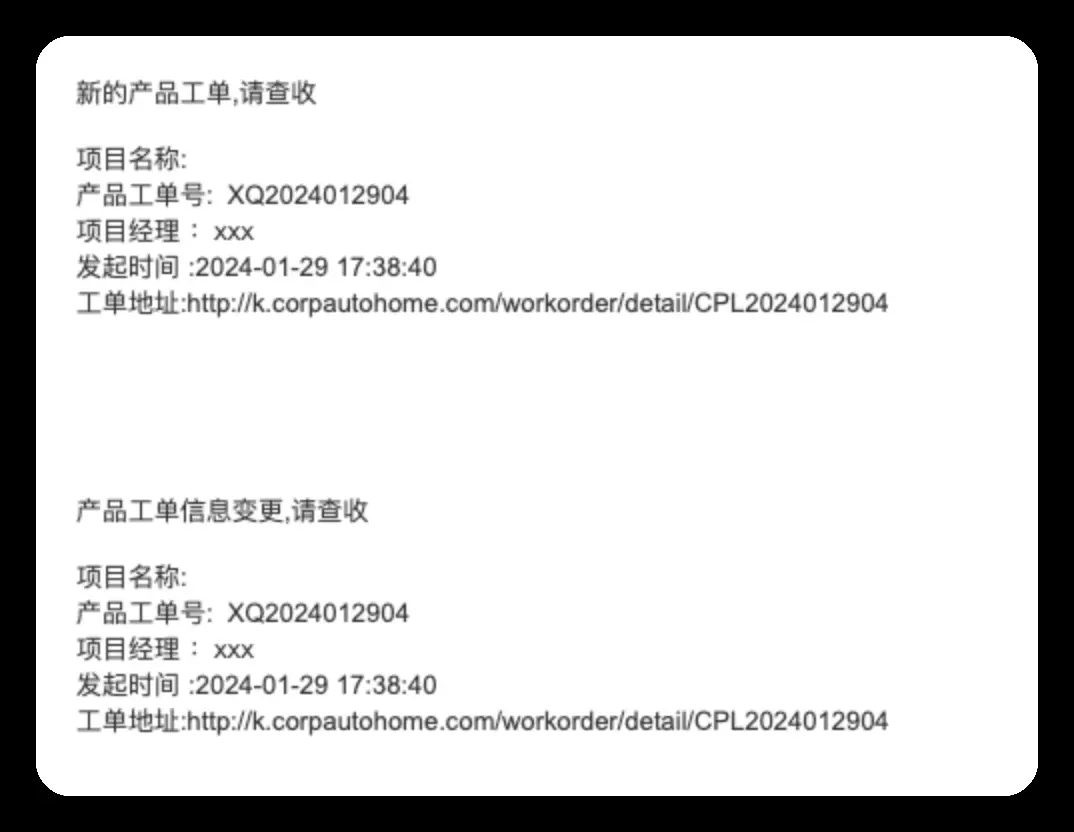 新的产品工单,请查收
项目名称:
产品工单号: XQ2024012904
项目经理： xxx
发起时间 :2024-01-29 17:38:40
工单地址:http://k.corpautohome.com/workorder/detail/CPL2024012904
产品工单信息变更,请查收
项目名称:
产品工单号: XQ2024012904
项目经理： xxx
发起时间 :2024-01-29 17:38:40
工单地址:http://k.corpautohome.com/workorder/detail/CPL2024012904